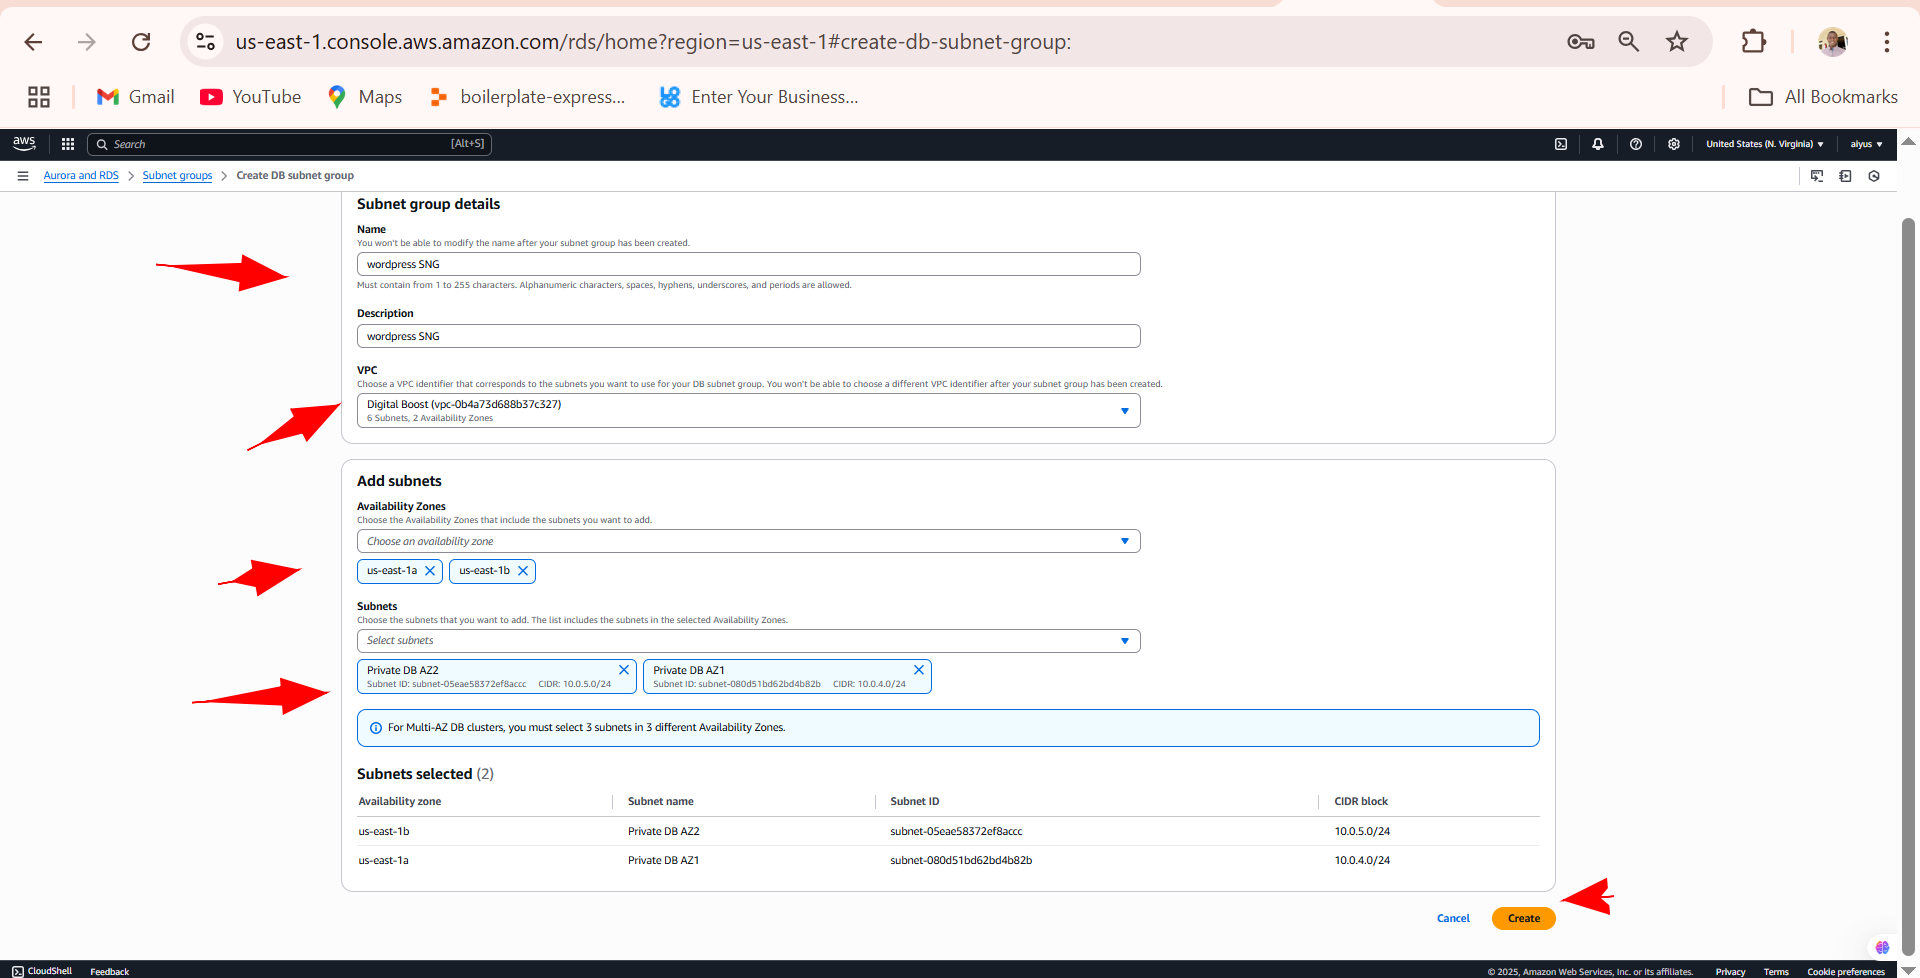 us-east-1.console.aws.amazon.com/rds/home?region=us-east-1#create-db-subnet-group:
Gmail YouTube Maps boilerplate-express... Enter Your Business... All Bookmarks
aws Search [Alt+S] United States (N. Virginia) aiyus
Aurora and RDS > Subnet groups > Create DB subnet group
Subnet group details
Name
You won't be able to modify the name after your subnet group has been created.
wordpress SNG
Must contain from 1 to 255 characters. Alphanumeric characters, spaces, hyphens, underscores, and periods are allowed.
Description
wordpress SNG
VPC
Choose a VPC identifier that corresponds to the subnets you want to use for your DB subnet group. You won't be able to choose a different VPC identifier after your subnet group has been created.
Digital Boost (vpc-0b4a73d688b37c327)
6 Subnets, 2 Availability Zones
Add subnets
Availability Zones
Choose the Availability Zones that include the subnets you want to add.
Choose an availability zone
us-east-1a us-east-1b
Subnets
Choose the subnets that you want to add. The list includes the subnets in the selected Availability Zones.
Select subnets
Private DB AZ2 Private DB AZ1
Subnet ID: subnet-05eae58372ef8accc CIDR: 10.0.5.0/24 Subnet ID: subnet-080d51bd62bd4b82b CIDR: 10.0.4.0/24
For Multi-AZ DB clusters, you must select 3 subnets in 3 different Availability Zones.
Subnets selected (2)
Availability zone Subnet name Subnet ID CIDR block
us-east-1b Private DB AZ2 subnet-05eae58372ef8accc 10.0.5.0/24
us-east-1a Private DB AZ1 subnet-080d51bd62bd4b82b 10.0.4.0/24
Cancel Create
CloudShell Feedback © 2025, Amazon Web Services, Inc. or its affiliates. Privacy Terms Cookie preferences